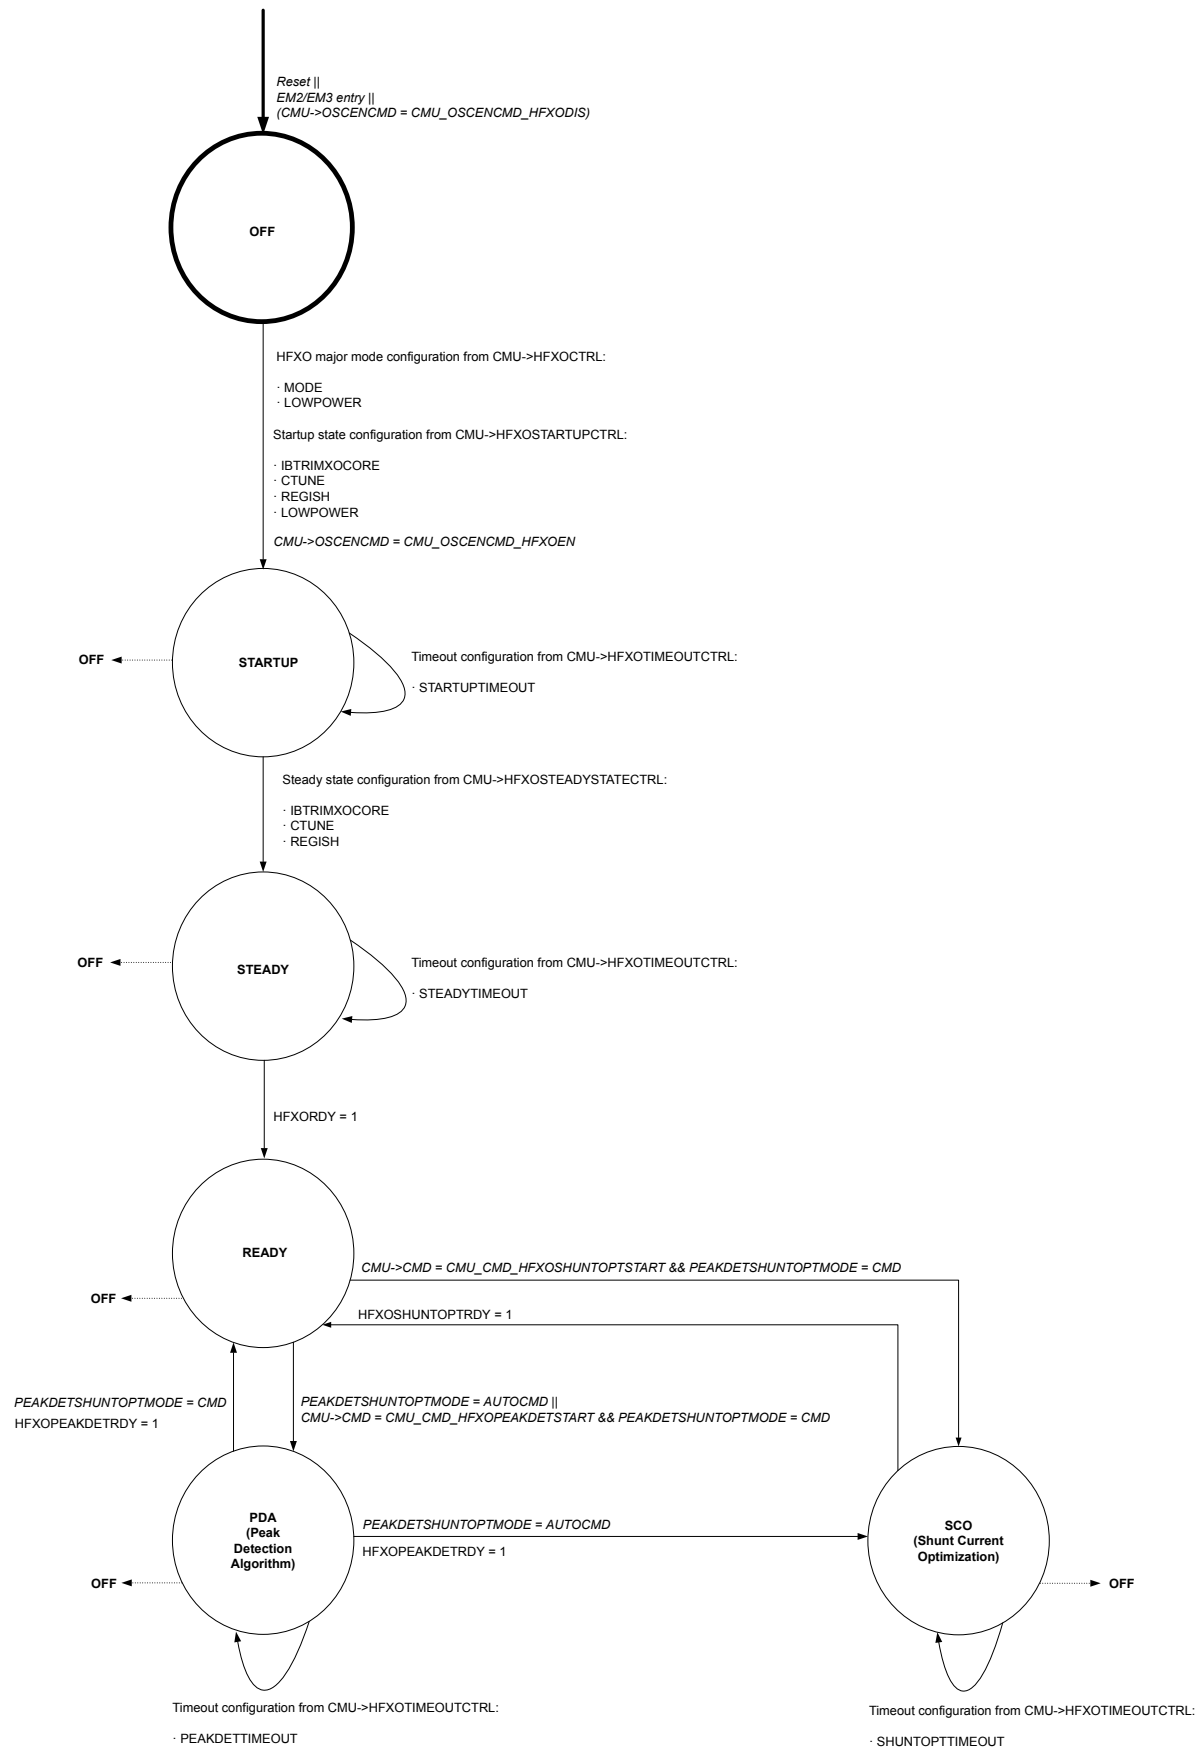 Reset ||
EM2/EM3 entry ||
(CMU->OSCENCMD = CMU_OSCENCMD_HFXODIS)
OFF
HFXO major mode configuration from CMU->HFXOCTRL:
· MODE
· LOWPOWER
Startup state configuration from CMU->HFXOSTARTUPCTRL:
· IBTRIMXOCORE
· CTUNE
· REGISH
· LOWPOWER
CMU->OSCENCMD = CMU_OSCENCMD_HFXOEN
OFF
STARTUP
Timeout configuration from CMU->HFXOTIMEOUTCTRL:
· STARTUPTIMEOUT
Steady state configuration from CMU->HFXOSTEADYSTATECTRL:
· IBTRIMXOCORE
· CTUNE
· REGISH
OFF
STEADY
Timeout configuration from CMU->HFXOTIMEOUTCTRL:
· STEADYTIMEOUT
HFXORDY = 1
READY
CMU->CMD = CMU_CMD_HFXOSHUNTOPTSTART && PEAKDETSHUNTOPTMODE = CMD
OFF
HFXOSHUNTOPTRDY = 1
PEAKDETSHUNTOPTMODE = CMD
HFXOPEAKDETRDY = 1
PEAKDETSHUNTOPTMODE = AUTOCMD ||
CMU->CMD = CMU_CMD_HFXOPEAKDETSTART && PEAKDETSHUNTOPTMODE = CMD
PDA
(Peak
Detection
Algorithm)
PEAKDETSHUNTOPTMODE = AUTOCMD
HFXOPEAKDETRDY = 1
SCO
(Shunt Current
Optimization)
OFF
OFF
Timeout configuration from CMU->HFXOTIMEOUTCTRL:
· PEAKDETTIMEOUT
Timeout configuration from CMU->HFXOTIMEOUTCTRL:
· SHUNTOPTTIMEOUT